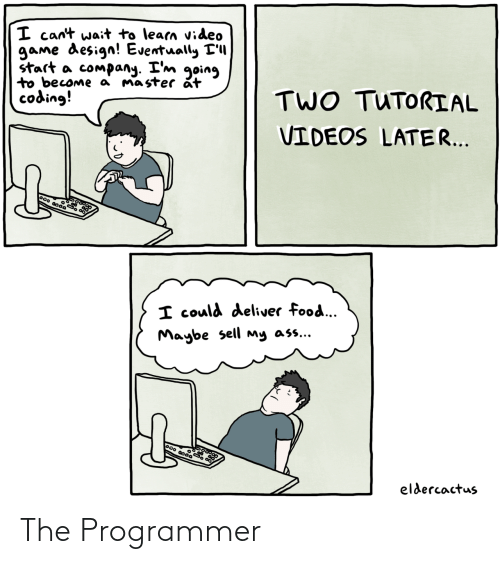 I can't wait to learn video
game design! Eventually I'll
start a company. I'm going
to become a master at
coding!
TWO TUTORIAL
VIDEOS LATER...
I could deliver food...
Maybe sell my ass...
eldercactus
The Programmer